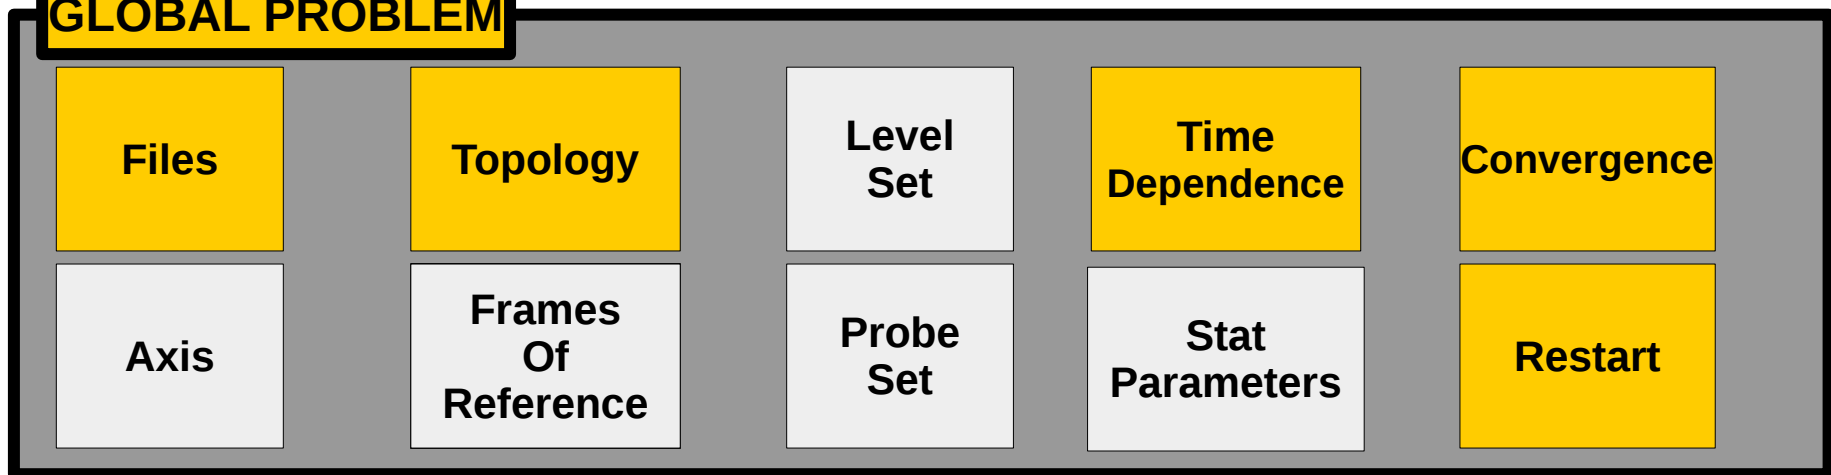 GLOBAL PROBLEM
Files
Topology
Level
Set
Time
Dependence
Convergence
Axis
Frames
Of
Reference
Probe
Set
Stat
Parameters
Restart